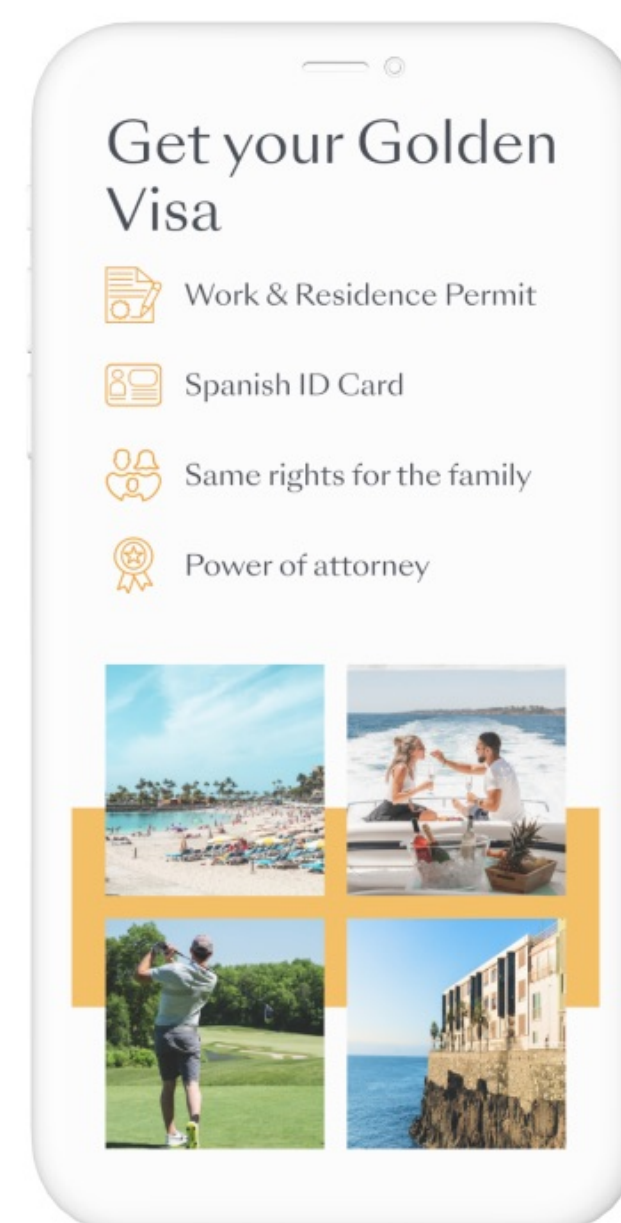 Get your Golden
Visa
Work & Residence Permit
Spanish ID Card
Same rights for the family
Power of attorney